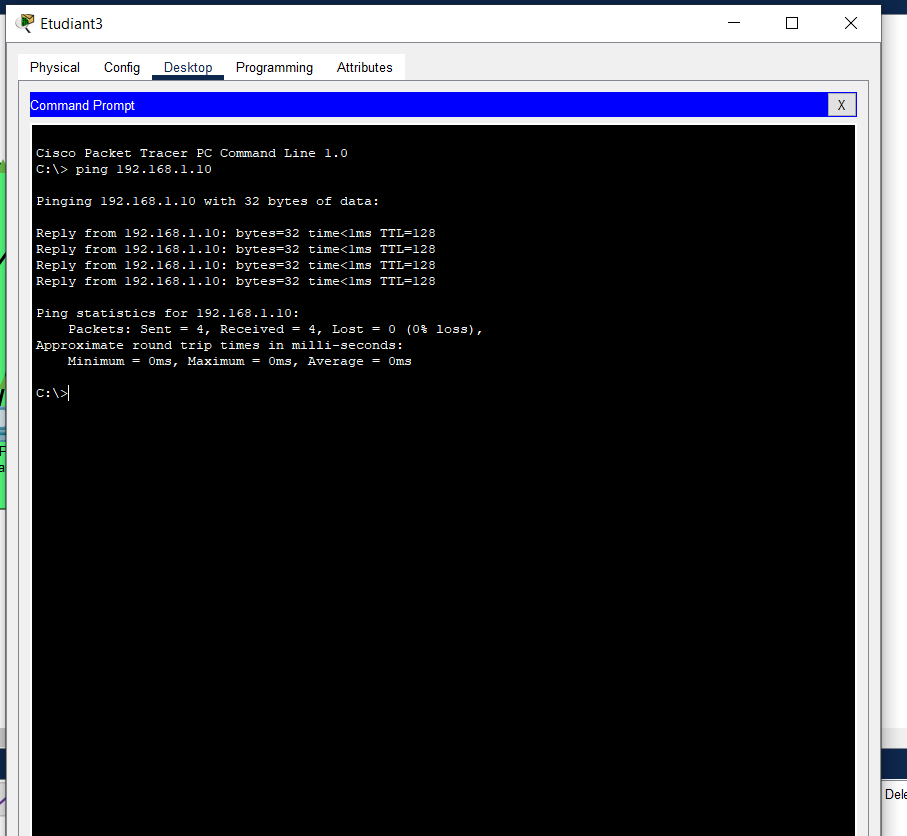 Etudiant3
Physical Config Desktop Programming Attributes
Command Prompt X
Cisco Packet Tracer PC Command Line 1.0
C:\> ping 192.168.1.10
Pinging 192.168.1.10 with 32 bytes of data:
Reply from 192.168.1.10: bytes=32 time<1ms TTL=128
Reply from 192.168.1.10: bytes=32 time<1ms TTL=128
Reply from 192.168.1.10: bytes=32 time<1ms TTL=128
Reply from 192.168.1.10: bytes=32 time<1ms TTL=128
Ping statistics for 192.168.1.10:
Packets: Sent = 4, Received = 4, Lost = 0 (0% loss),
Approximate round trip times in milli-seconds:
Minimum = 0ms, Maximum = 0ms, Average = 0ms
C:\>